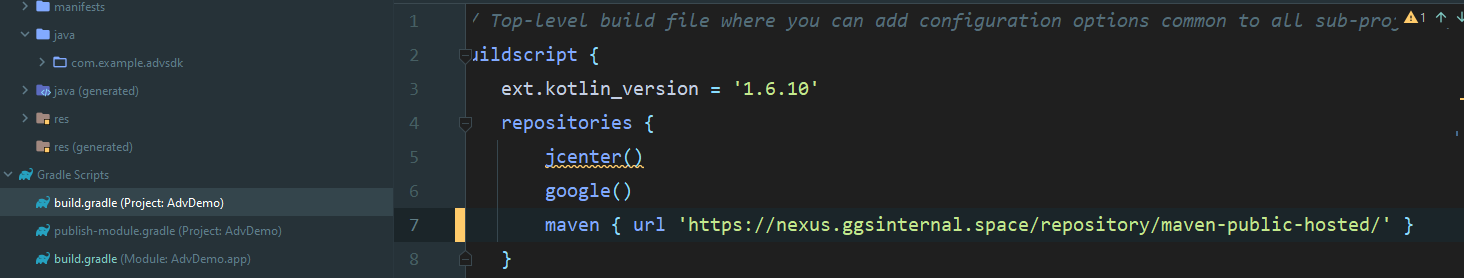 manifests
java
com.example.advsdk
java (generated)
res
res (generated)
Gradle Scripts
build.gradle (Project: AdvDemo)
publish-module.gradle (Project: AdvDemo)
build.gradle (Module: AdvDemo.app)
1 / Top-level build file where you can add configuration options common to all sub-pro 1
2 uildscript {
3 ext.kotlin_version = '1.6.10'
4 repositories {
5 jcenter()
6 google()
7 maven { url 'https://nexus.ggsinternal.space/repository/maven-public-hosted/' }
8 }